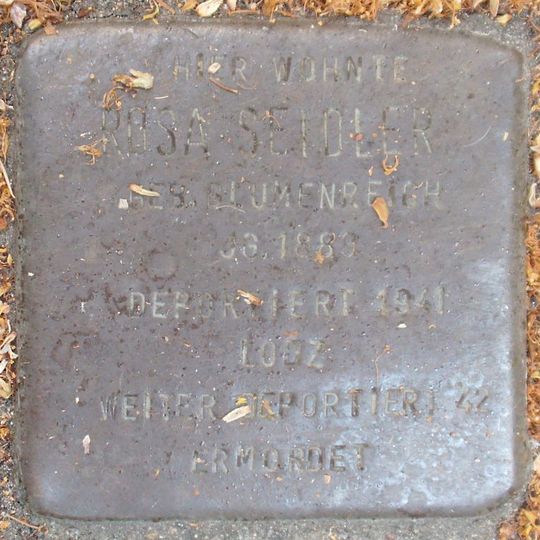 HIER WOHNTE
ROSA SEIDLER
GEB. BLUMENREICH
JG. 1883
DEPORTIERT 1941
LODZ
WEITER DEPORTIERT 42
ERMORDET